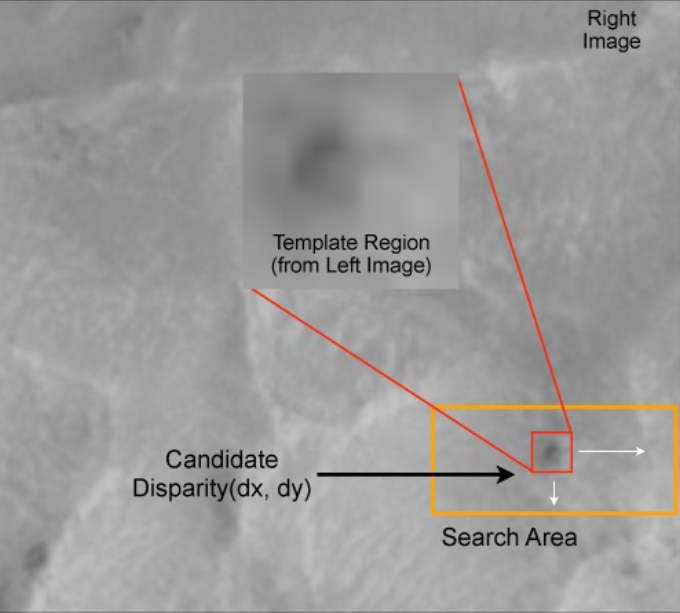 Right
Image
Template Region
(from Left Image)
Candidate
Disparity(dx, dy)
Search Area